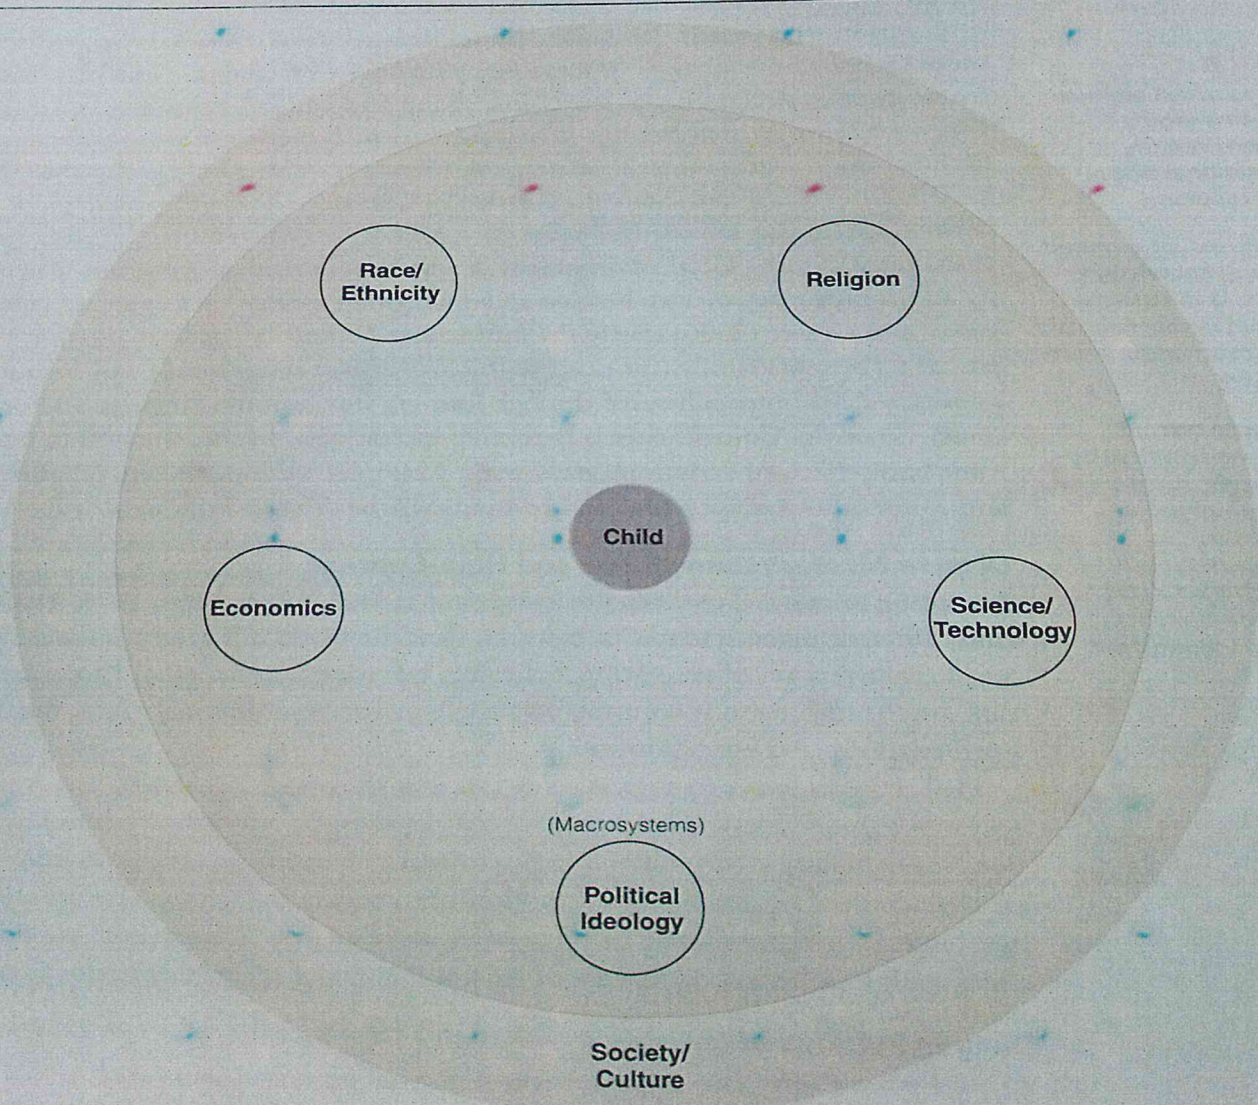 Race/
Ethnicity
Religion
Child
Economics
Science/
Technology
(Macrosystems)
Political
Ideology
Society/
Culture